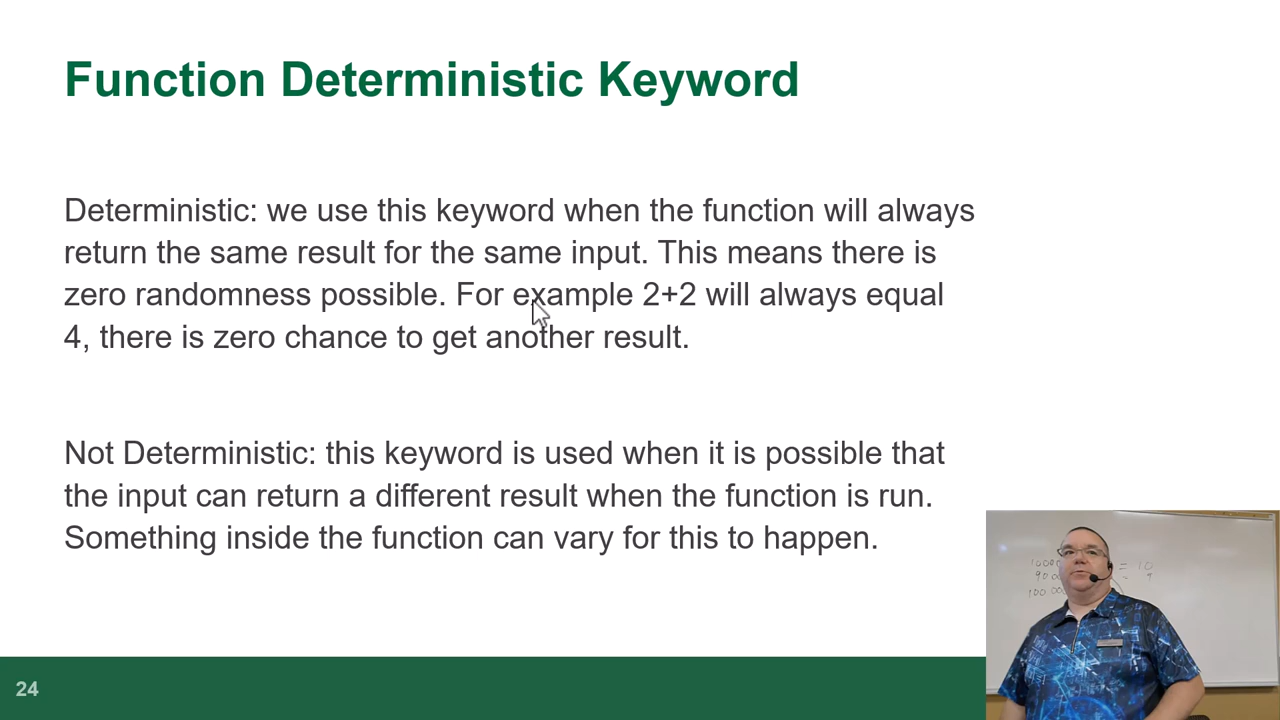 Function Deterministic Keyword
Deterministic: we use this keyword when the function will always
return the same result for the same input. This means there is
zero randomness possible. For example 2+2 will always equal
4, there is zero chance to get another result.
Not Deterministic: this keyword is used when it is possible that
the input can return a different result when the function is run.
Something inside the function can vary for this to happen.
= 10
24